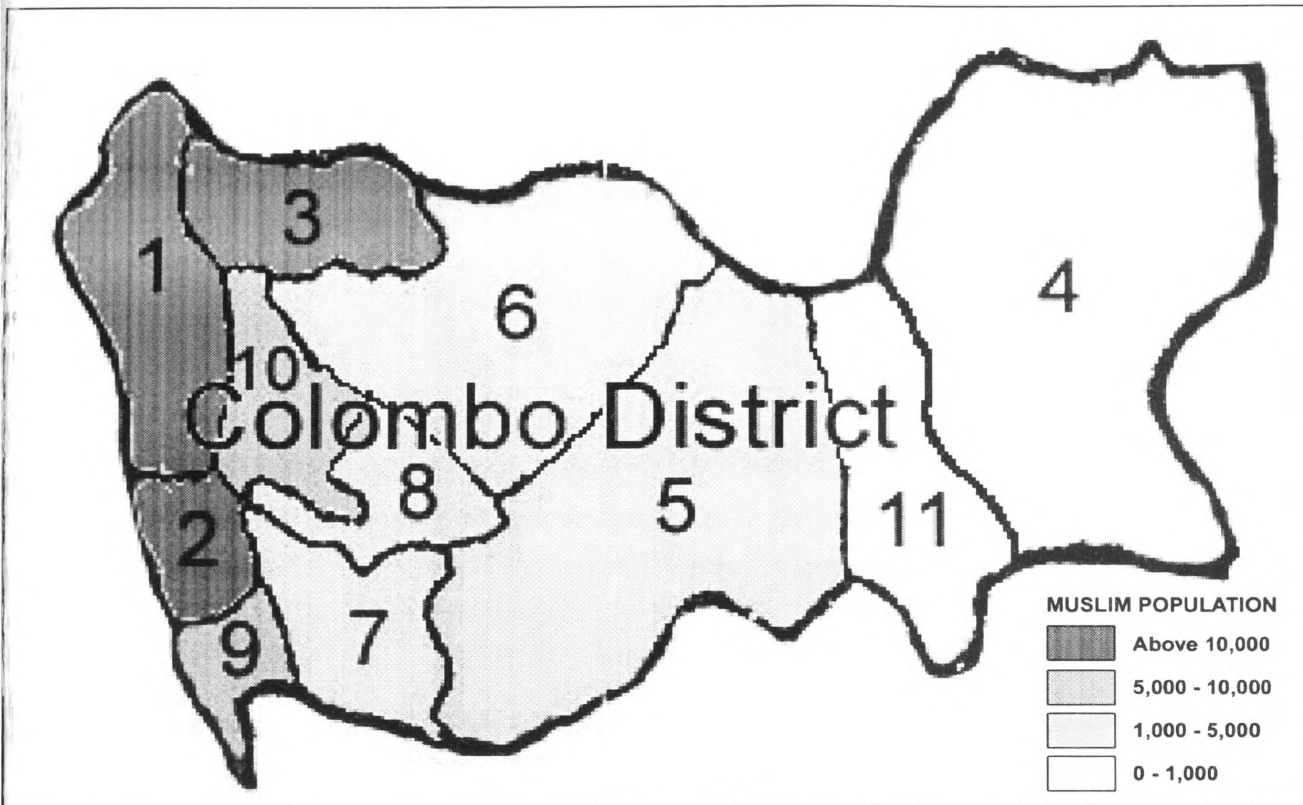 3
1
4
6
10
Colombo District
8
5
11
2
7
9
MUSLIM POPULATION
Above 10,000
5,000 - 10,000
1,000 - 5,000
0 - 1,000